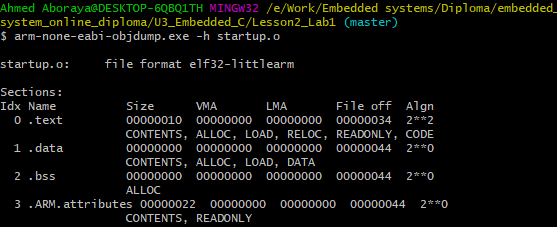 Ahmed Aboraya@DESKTOP-6QBQ1TH MINGW32 /e/Work/Embedded systems/Diploma/embedded_
system_online_diploma/U3_Embedded_C/Lesson2_Lab1 (master)
$ arm-none-eabi-objdump.exe -h startup.o
startup.o:     file format elf32-littlearm
Sections:
Idx Name          Size      VMA       LMA       File off  Algn
  0 .text         00000010  00000000  00000000  00000034  2**2
                  CONTENTS, ALLOC, LOAD, RELOC, READONLY, CODE
  1 .data         00000000  00000000  00000000  00000044  2**0
                  CONTENTS, ALLOC, LOAD, DATA
  2 .bss          00000000  00000000  00000000  00000044  2**0
                  ALLOC
  3 .ARM.attributes 00000022  00000000  00000000  00000044  2**0
                  CONTENTS, READONLY